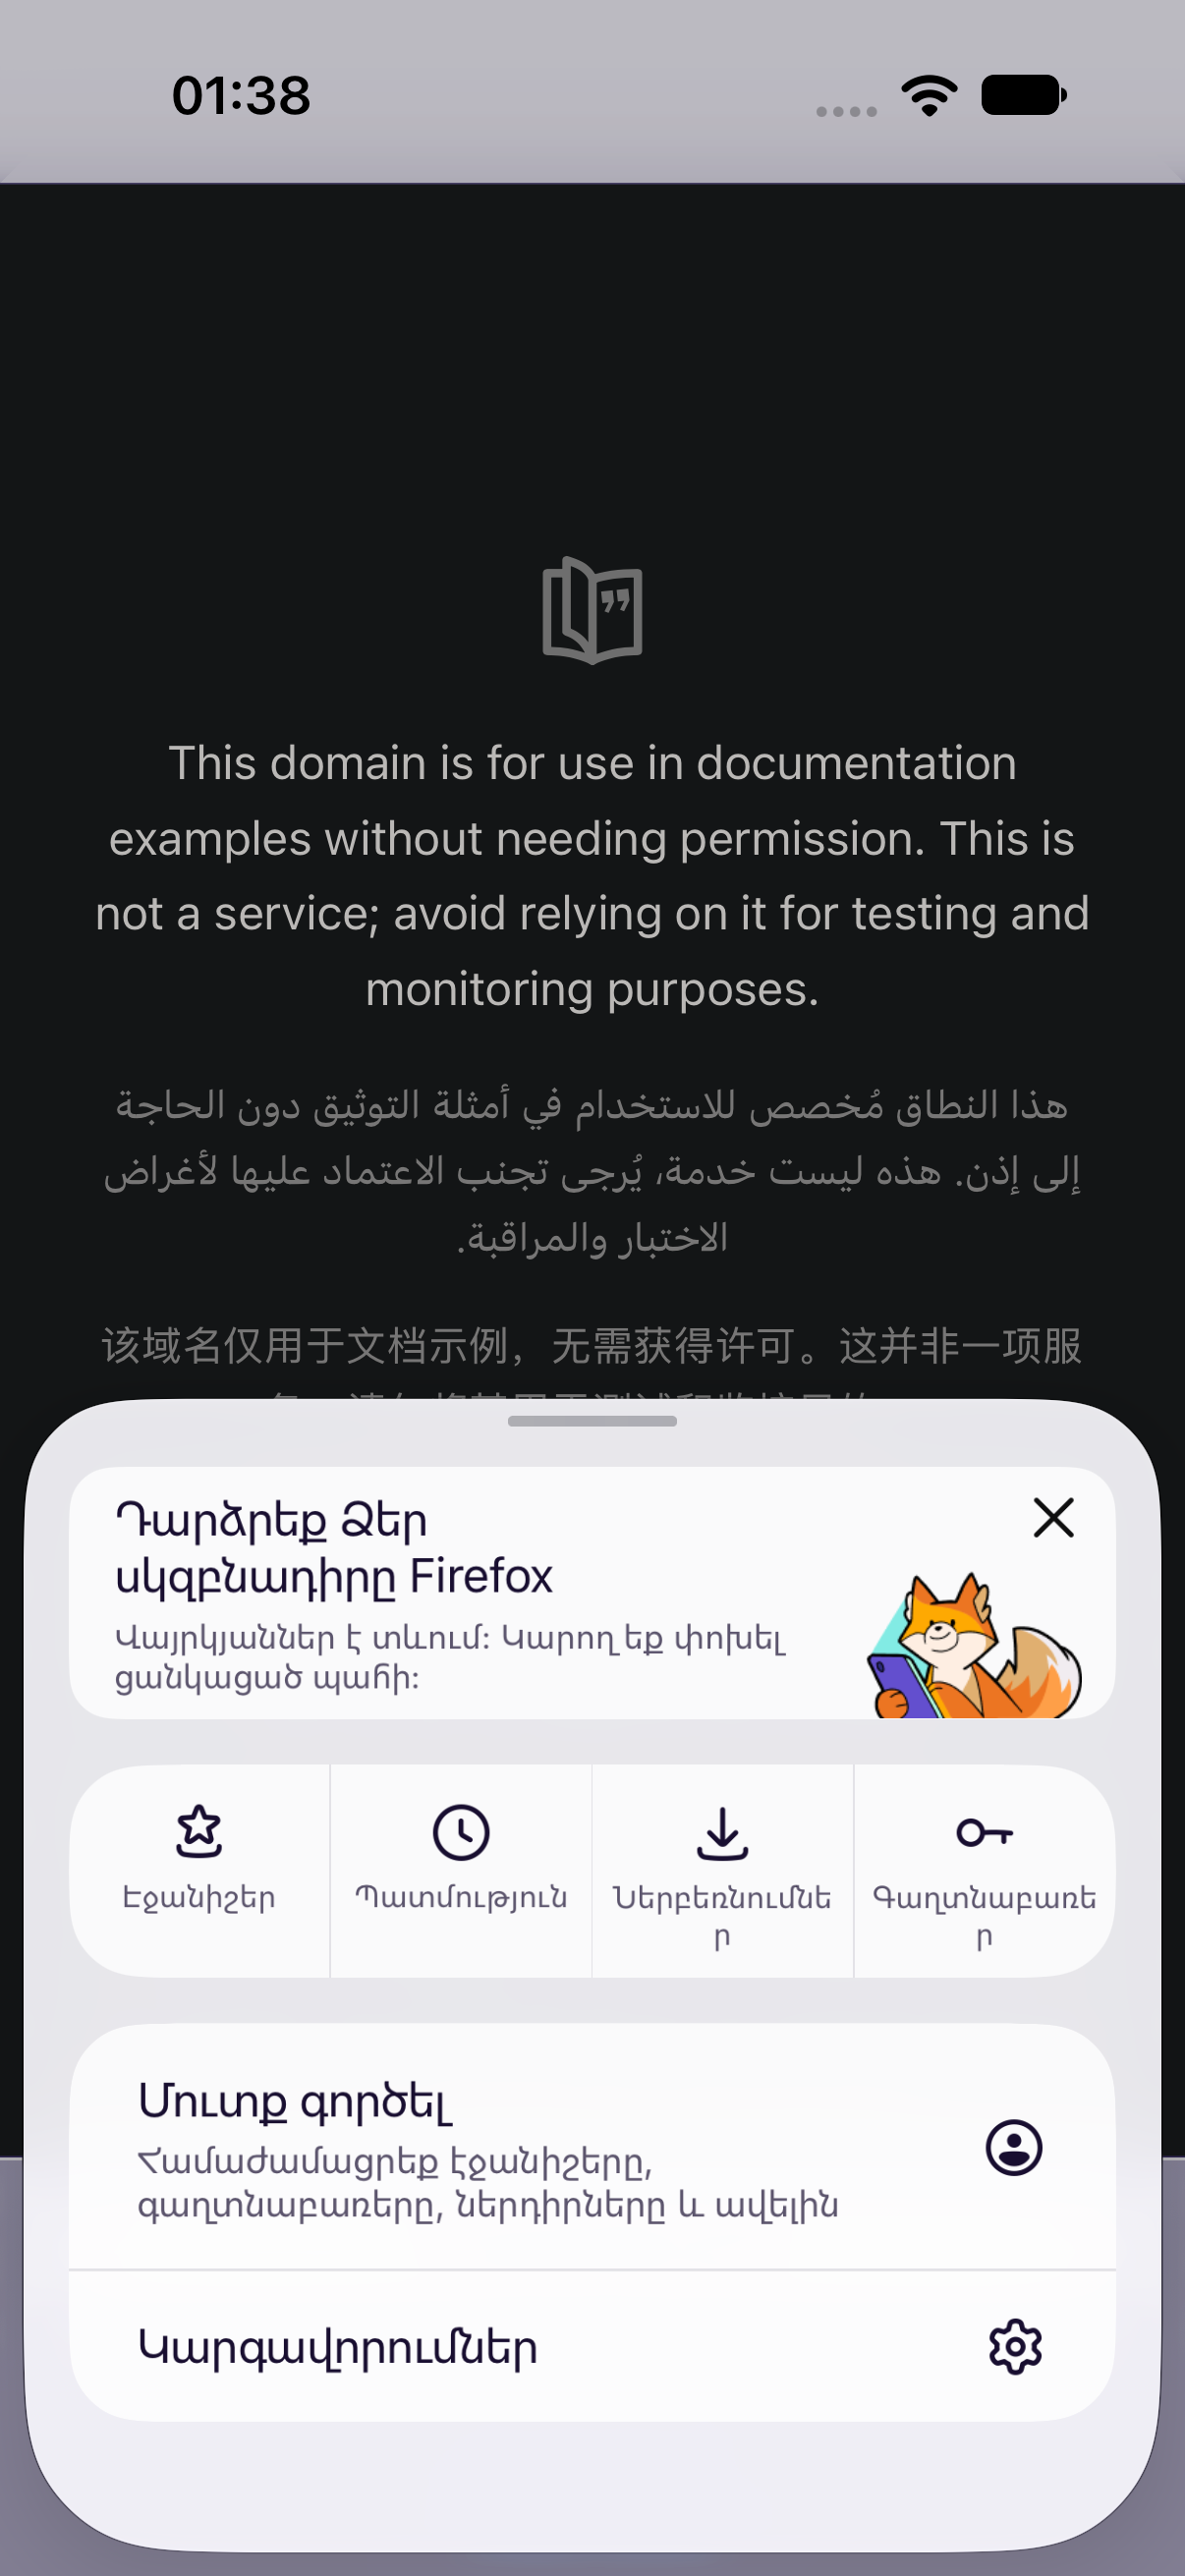 01:38
This domain is for use in documentation
examples without needing permission. This is
not a service; avoid relying on it for testing and
monitoring purposes.
هذا النطاق مُخصص للاستخدام في أمثلة التوثيق دون الحاجة
إلى إذن. هذه ليست خدمة، يُرجى تجنب الاعتماد عليها لأغراض
الاختبار والمراقبة.
该域名仅用于文档示例，无需获得许可。这并非一项服
Դարձրեք Ձեր
սկզբնադիրը Firefox
Վայրկյաններ է տևում: Կարող եք փոխել
ցանկացած պահի:
Էջանիշեր
Պատմություն
Ներբեռնումնե
ր
Գաղտնաբառե
ր
Մուտք գործել
Համաժամացրեք էջանիշերը,
գաղտնաբառերը, ներդիրները և ավելին
Կարգավորումներ